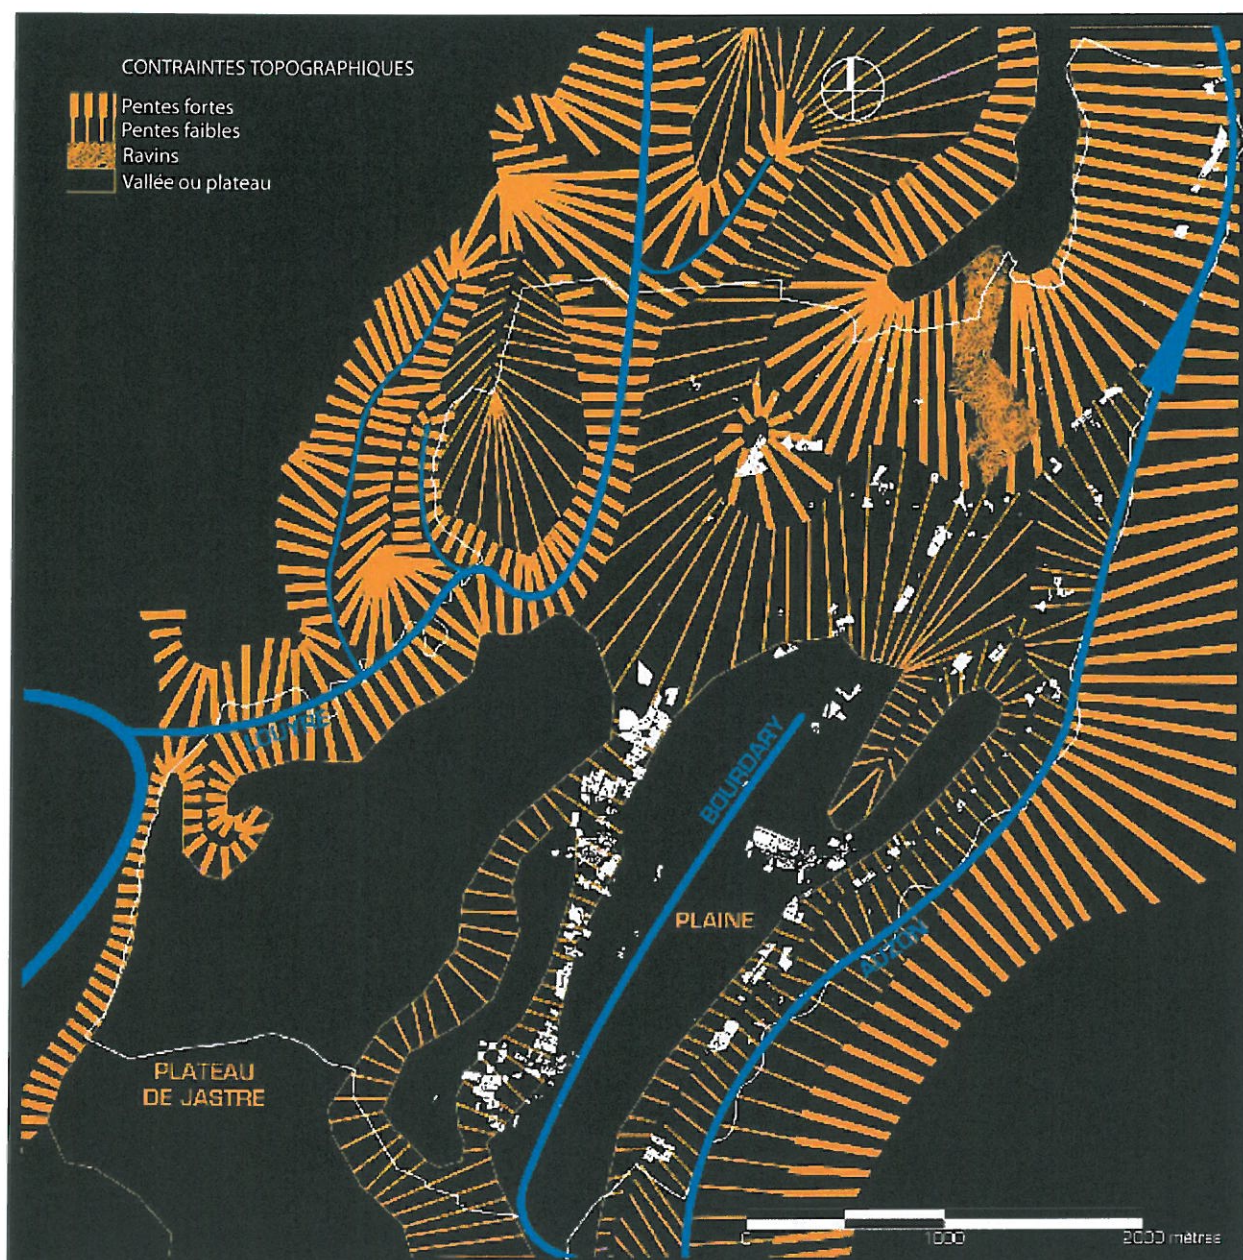 CONTRAINTES TOPOGRAPHIQUES
Pentes fortes
Pentes faibles
Ravins
Vallée ou plateau
LOUYRE
BOURDARY
PLAINE
AUZON
PLATEAU
DE JASTRE
0 1000 2000 mètres